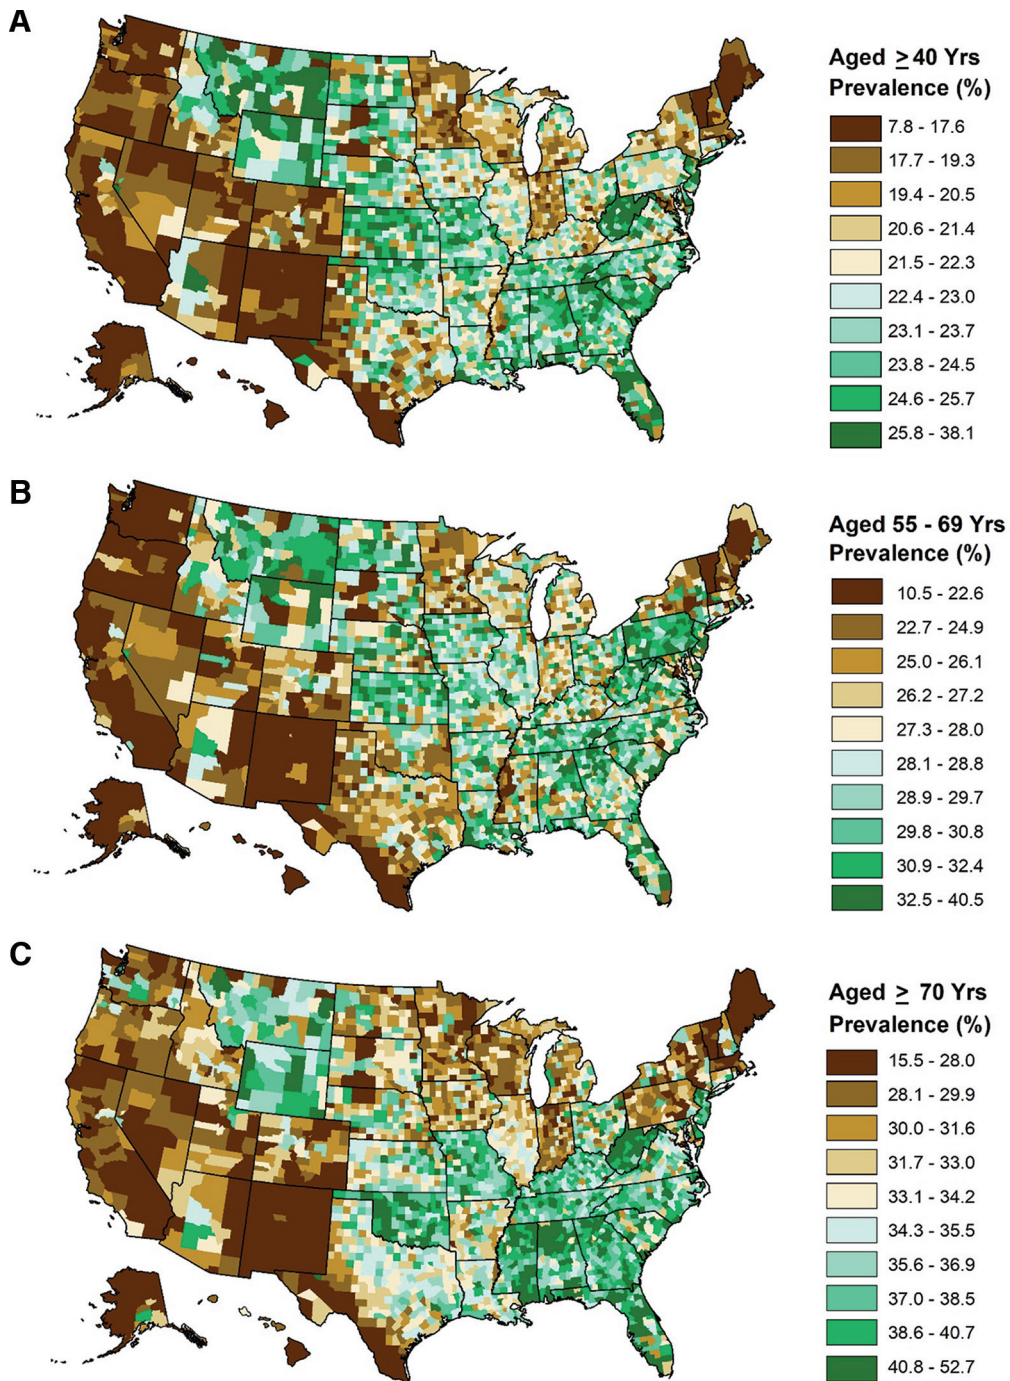 A
Aged ≥ 40 Yrs
Prevalence (%)
7.8 - 17.6
17.7 - 19.3
19.4 - 20.5
20.6 - 21.4
21.5 - 22.3
22.4 - 23.0
23.1 - 23.7
23.8 - 24.5
24.6 - 25.7
25.8 - 38.1
B
Aged 55 - 69 Yrs
Prevalence (%)
10.5 - 22.6
22.7 - 24.9
25.0 - 26.1
26.2 - 27.2
27.3 - 28.0
28.1 - 28.8
28.9 - 29.7
29.8 - 30.8
30.9 - 32.4
32.5 - 40.5
C
Aged ≥ 70 Yrs
Prevalence (%)
15.5 - 28.0
28.1 - 29.9
30.0 - 31.6
31.7 - 33.0
33.1 - 34.2
34.3 - 35.5
35.6 - 36.9
37.0 - 38.5
38.6 - 40.7
40.8 - 52.7